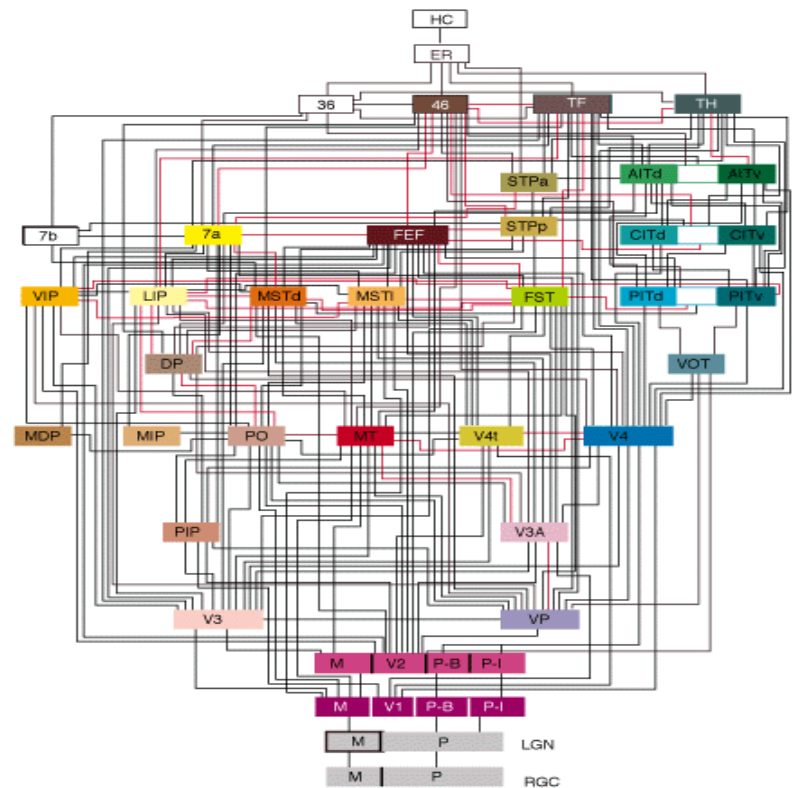 HC
ER
36 46 TF TH
STPa AITd AITv
7b 7a FEF STPp CITd CITv
VIP LIP MSTd MSTl FST PITd PITv
DP VOT
MDP MIP PO MT V4t V4
PIP V3A
V3 VP
M V2 P-B P-I
M V1 P-B P-I
M P LGN
M P RGC